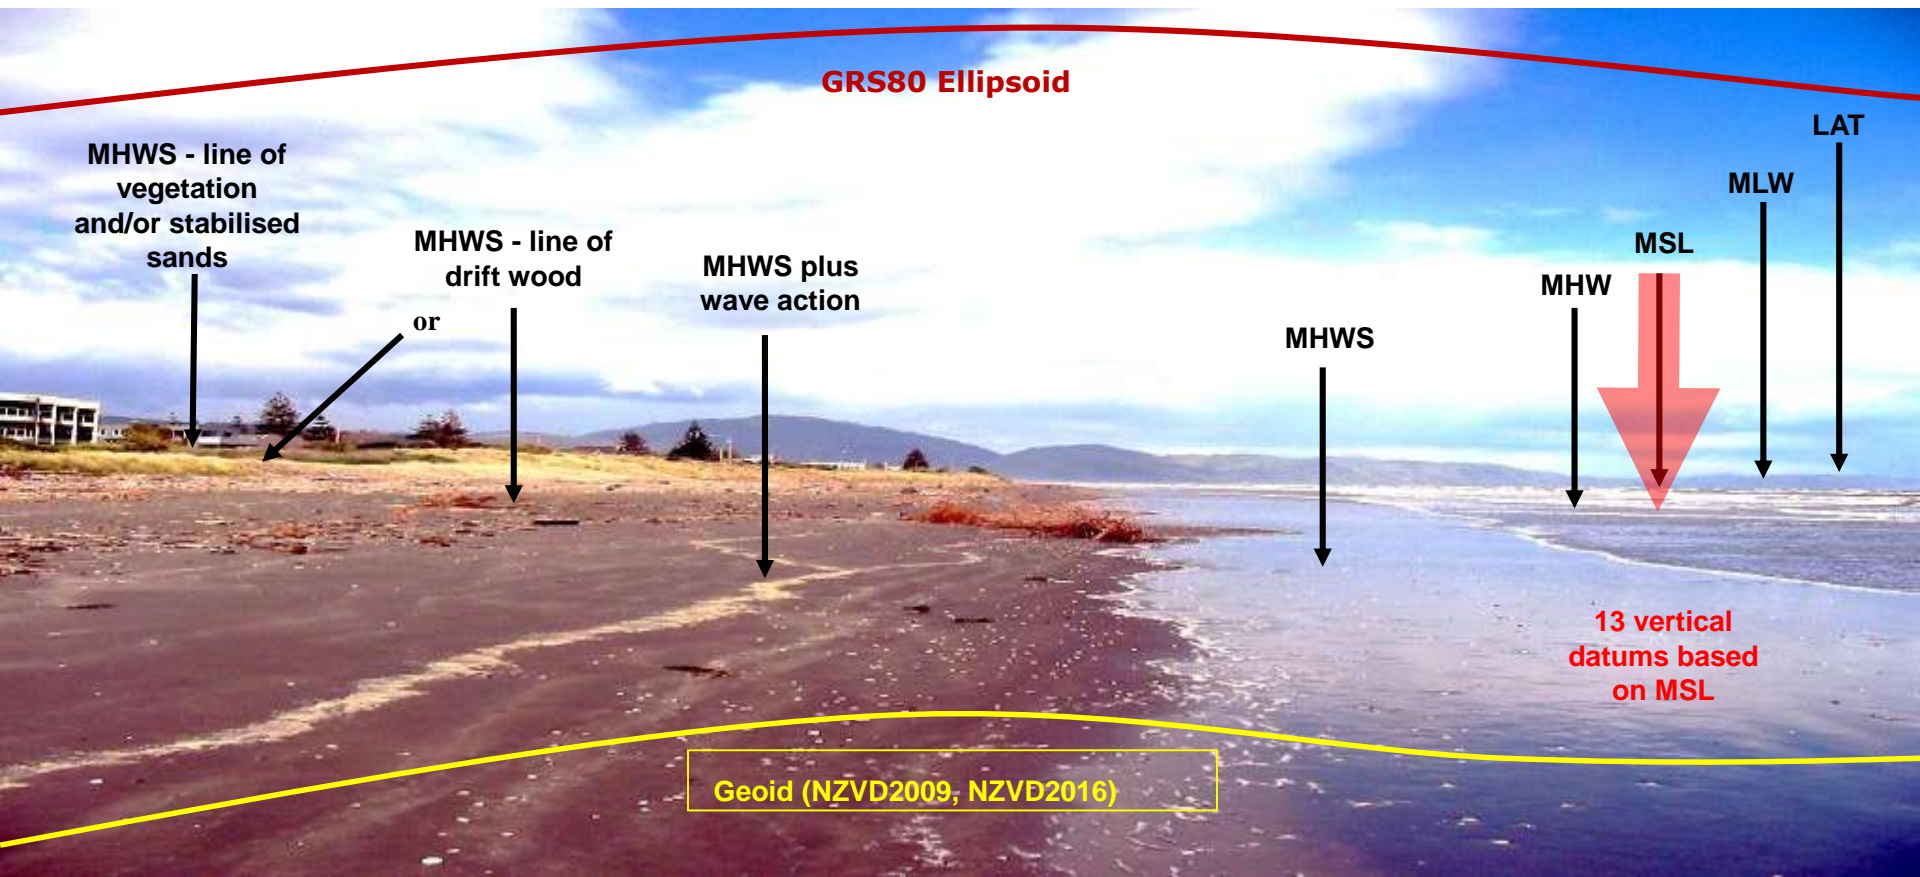 GRS80 Ellipsoid
MHWS - line of
vegetation
and/or stabilised
sands
or
MHWS - line of
drift wood
MHWS plus
wave action
MHWS
MHW
MSL
MLW
LAT
13 vertical
datums based
on MSL
Geoid (NZVD2009, NZVD2016)